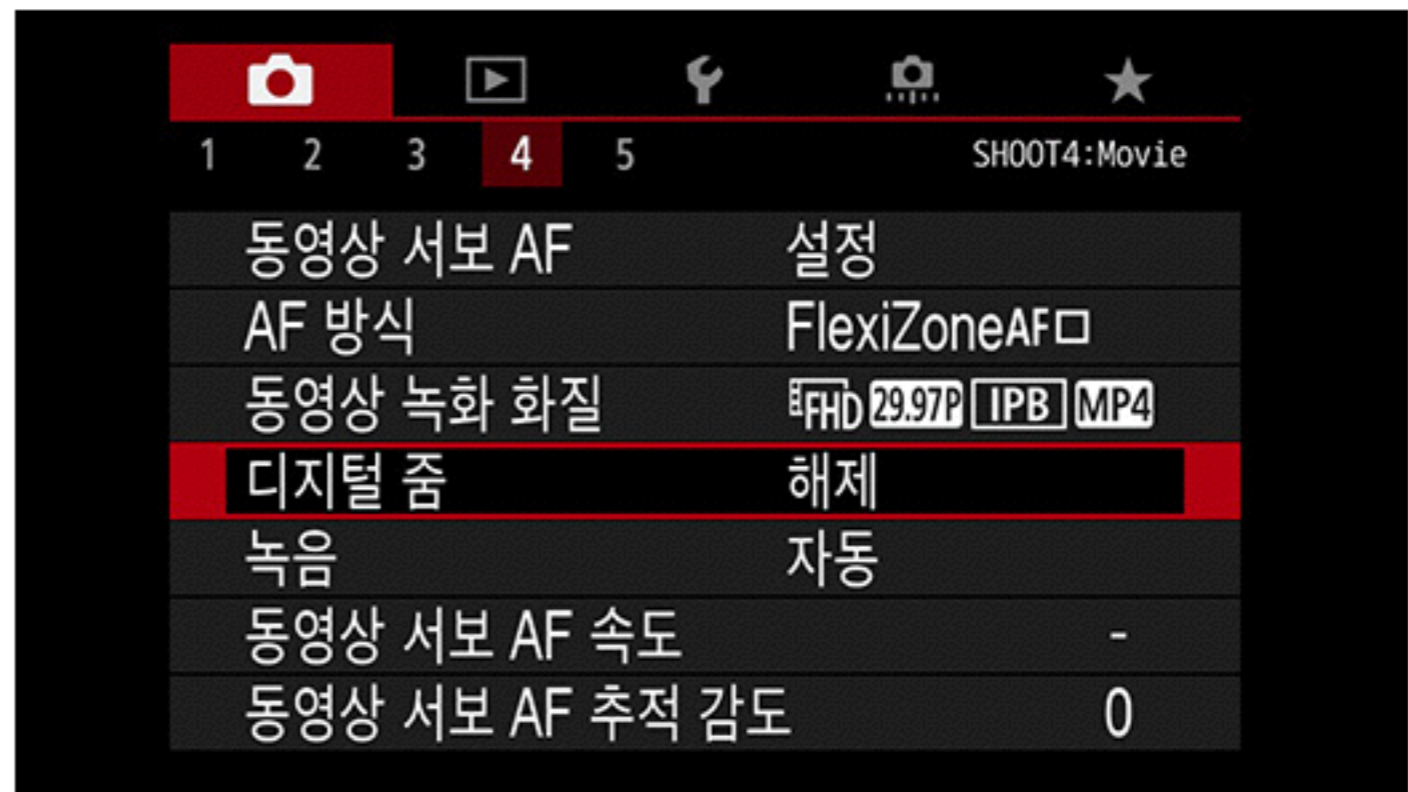 1 2 3 4 5 SHOOT4:Movie
동영상 서보 AF 설정
AF 방식 FlexiZoneAF□
동영상 녹화 화질 FHD 29.97P IPB MP4
디지털 줌 해제
녹음 자동
동영상 서보 AF 속도 -
동영상 서보 AF 추적 감도 0